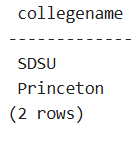 collegename
-------------
SDSU
Princeton
(2 rows)